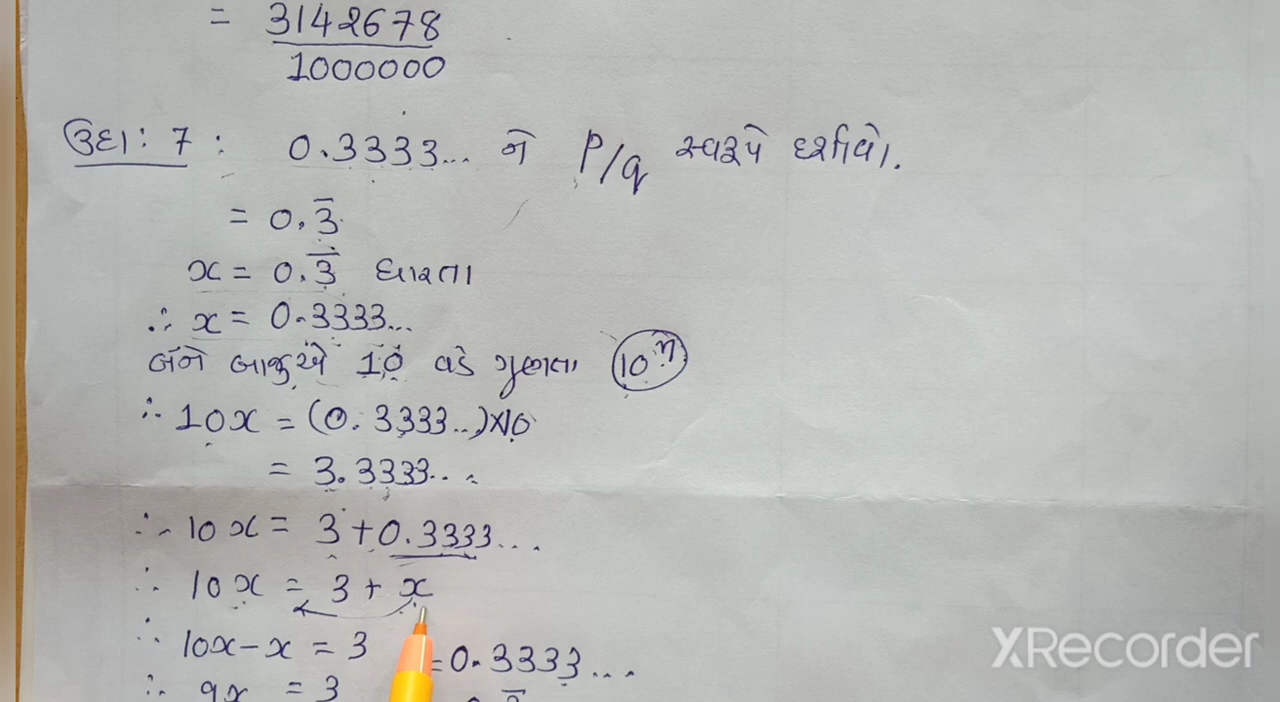 = 3142678
1000000
ઉદા: 7 : 0.3333... ને P/q સ્વરૂપે દર્શાવો.
= 0.3̅
x = 0.3̅ ધારતા
∴ x = 0.3333...
બંને બાજુએ 10 વડે ગુણતા 10ⁿ
∴ 10x = (0.3333..)×10
= 3.3333...
∴ 10x = 3 + 0.3333...
∴ 10x = 3 + x
∴ 10x - x = 3 = 0.3333...
∴ 9x = 3
XRecorder